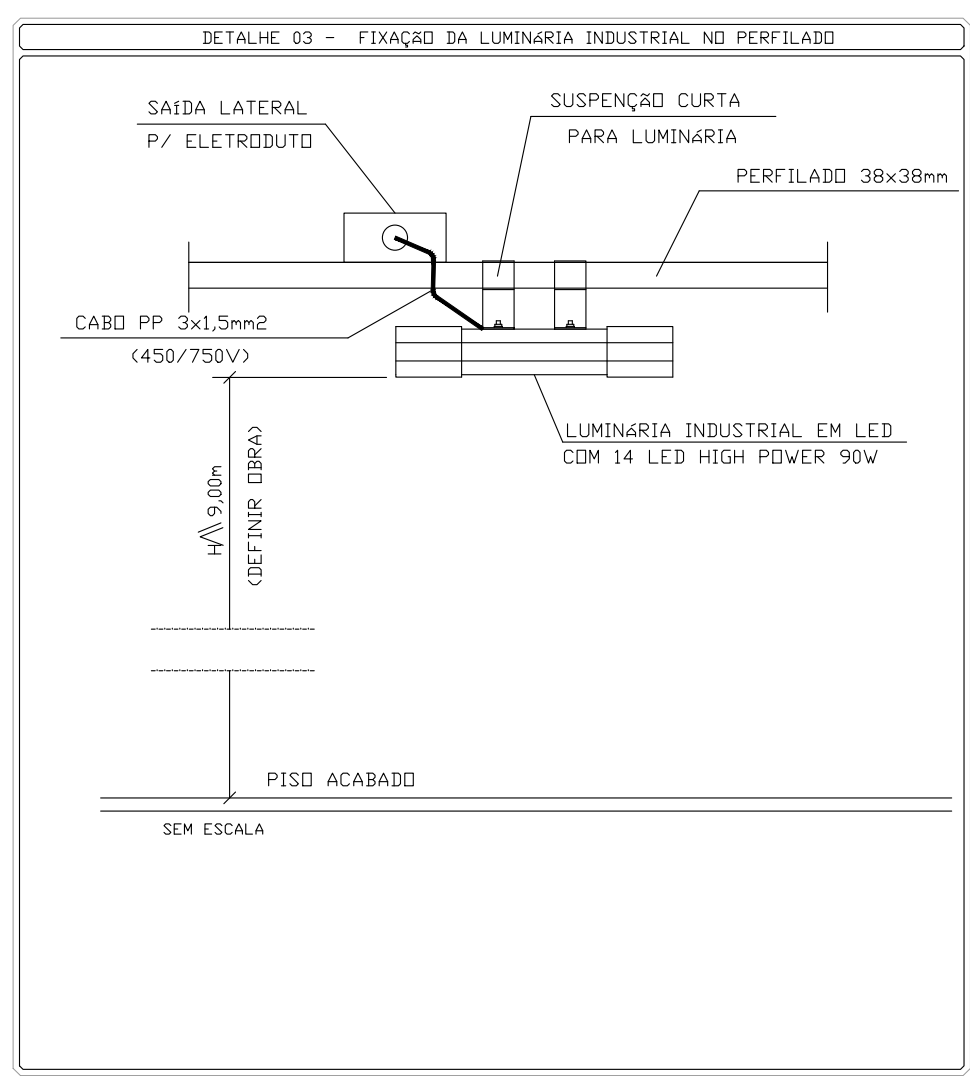 DETALHE 03 - FIXAÇÃO DA LUMINáRIA INDUSTRIAL NO PERFILADO
SAíDA LATERAL
P/ ELETRODUTO
SUSPENÇÃO CURTA
PARA LUMINáRIA
PERFILADO 38x38mm
CABO PP 3x1,5mm2
(450/750V)
LUMINáRIA INDUSTRIAL EM LED
COM 14 LED HIGH POWER 90W
9,00m
(DEFINIR OBRA)
PISO ACABADO
SEM ESCALA